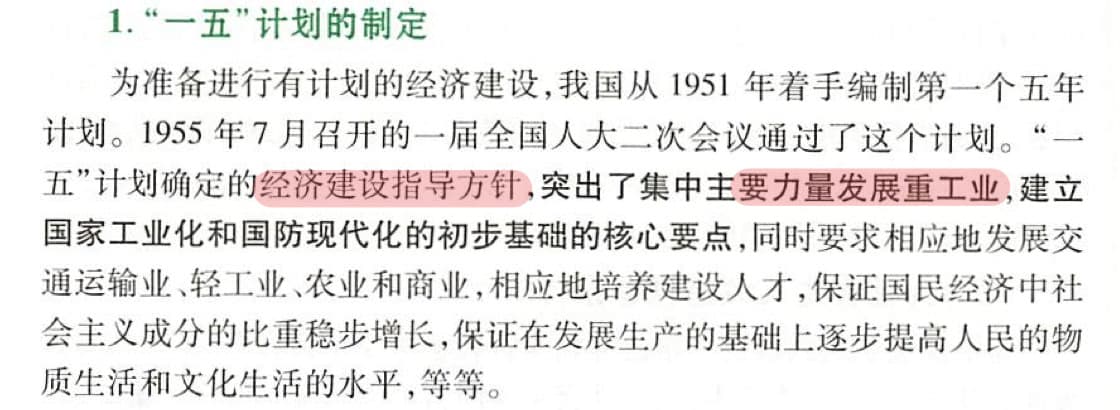 1. “一五”计划的制定
为准备进行有计划的经济建设,我国从 1951 年着手编制第一个五年
计划。1955 年 7 月召开的一届全国人大二次会议通过了这个计划。“一
五”计划确定的经济建设指导方针,突出了集中主要力量发展重工业,建立
国家工业化和国防现代化的初步基础的核心要点,同时要求相应地发展交
通运输业、轻工业、农业和商业,相应地培养建设人才,保证国民经济中社
会主义成分的比重稳步增长,保证在发展生产的基础上逐步提高人民的物
质生活和文化生活的水平,等等。